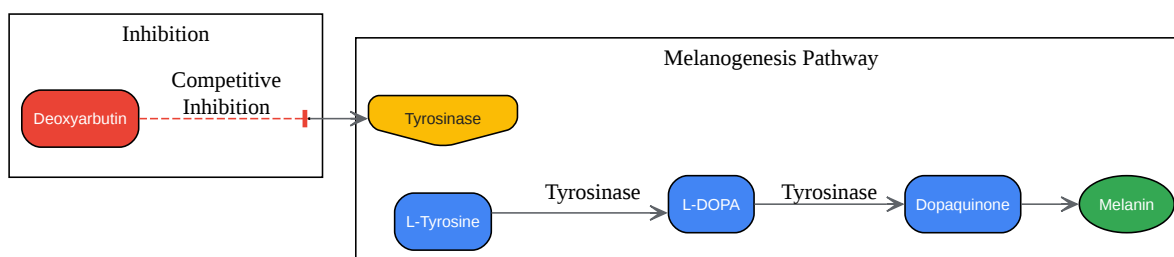 Inhibition
Competitive
Inhibition
Deoxyarbutin
Melanogenesis Pathway
Tyrosinase
L-Tyrosine
Tyrosinase
L-DOPA
Tyrosinase
Dopaquinone
Melanin